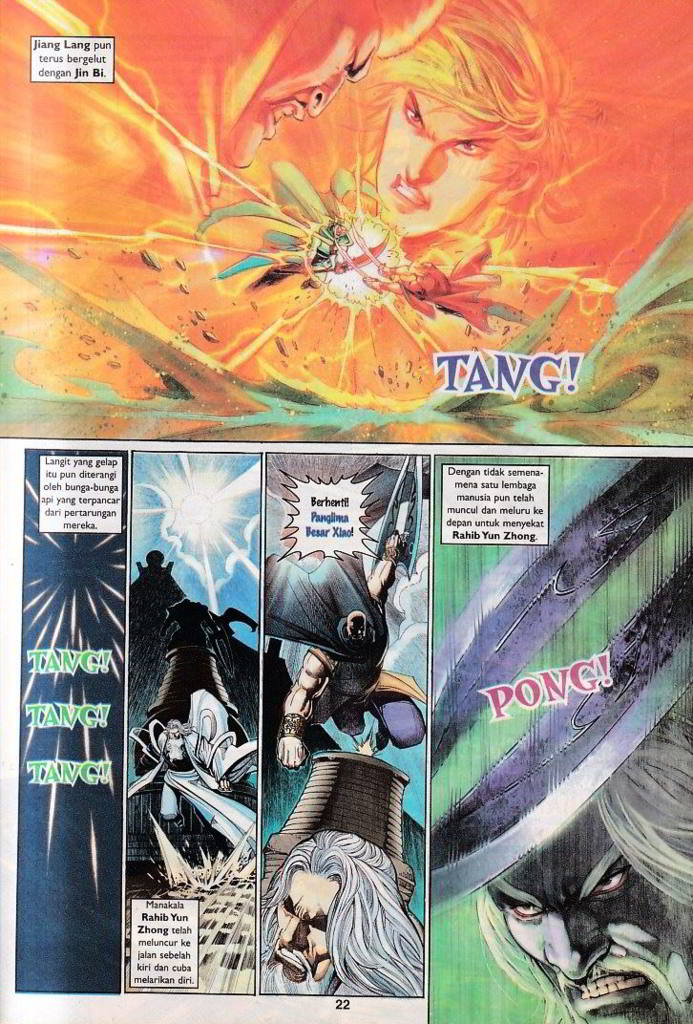 Jiang Lang pun
terus bergelut
dengan Jin Bi.
TANG!
Langit yang gelap
itu pun diterangi
oleh bunga-bunga
api yang terpancar
dari pertarungan
mereka.
TANG!
TANG!
TANG!
Manakala
Rahib Yun
Zhong telah
meluncur ke
jalan sebelah
kiri dan cuba
melarikan diri.
Berhenti!
Panglima
Besar Xiao!
Dengan tidak semena-
mena satu lembaga
manusia pun telah
muncul dan meluru ke
depan untuk menyekat
Rahib Yun Zhong.
PONG!
22